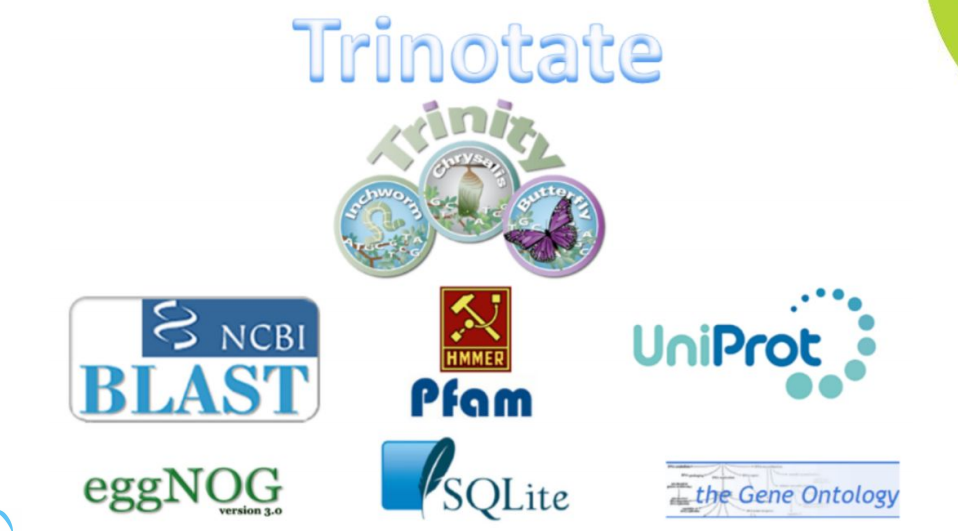 Trinotate
Trinity
Inchworm
Chrysalis
Butterfly
NCBI
BLAST
HMMER
Pfam
UniProt
eggNOG
version 3.0
SQLite
the Gene Ontology